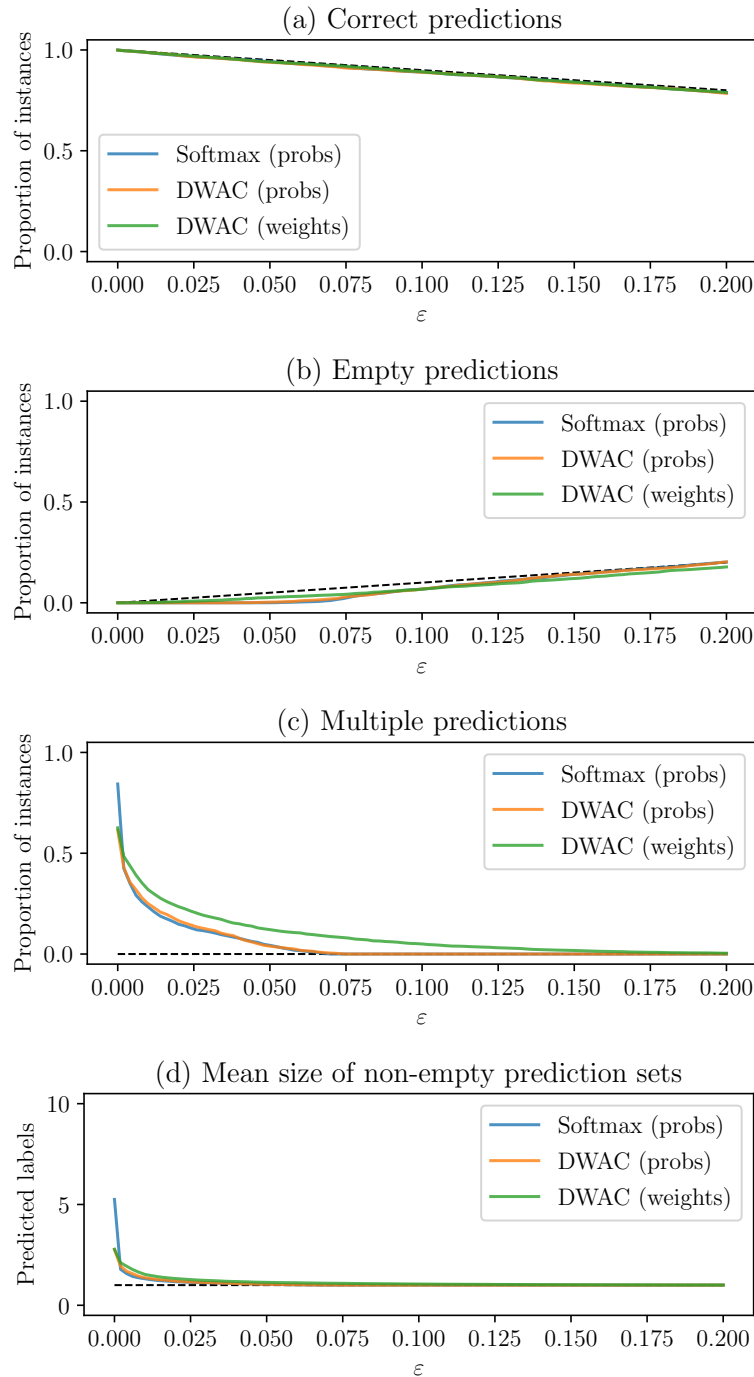 (a) Correct predictions
Proportion of instances
1.0
0.5
0.0
Softmax (probs)
DWAC (probs)
DWAC (weights)
0.000 0.025 0.050 0.075 0.100 0.125 0.150 0.175 0.200
ε
(b) Empty predictions
Proportion of instances
1.0
0.5
0.0
Softmax (probs)
DWAC (probs)
DWAC (weights)
0.000 0.025 0.050 0.075 0.100 0.125 0.150 0.175 0.200
ε
(c) Multiple predictions
Proportion of instances
1.0
0.5
0.0
Softmax (probs)
DWAC (probs)
DWAC (weights)
0.000 0.025 0.050 0.075 0.100 0.125 0.150 0.175 0.200
ε
(d) Mean size of non-empty prediction sets
Predicted labels
10
5
0
Softmax (probs)
DWAC (probs)
DWAC (weights)
0.000 0.025 0.050 0.075 0.100 0.125 0.150 0.175 0.200
ε